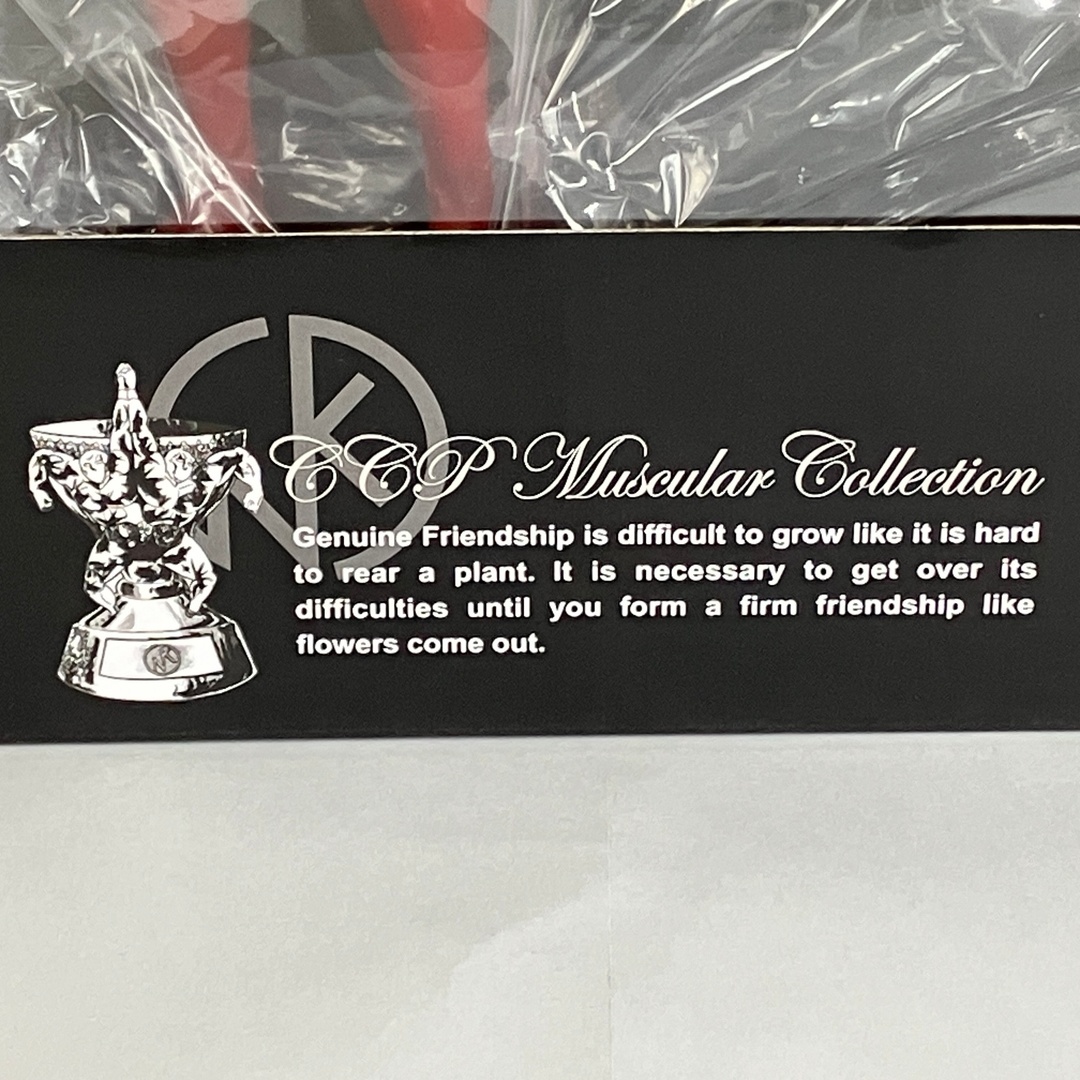 CCP Muscular Collection
Genuine Friendship is difficult to grow like it is hard
to rear a plant. It is necessary to get over its
difficulties until you form a firm friendship like
flowers come out.